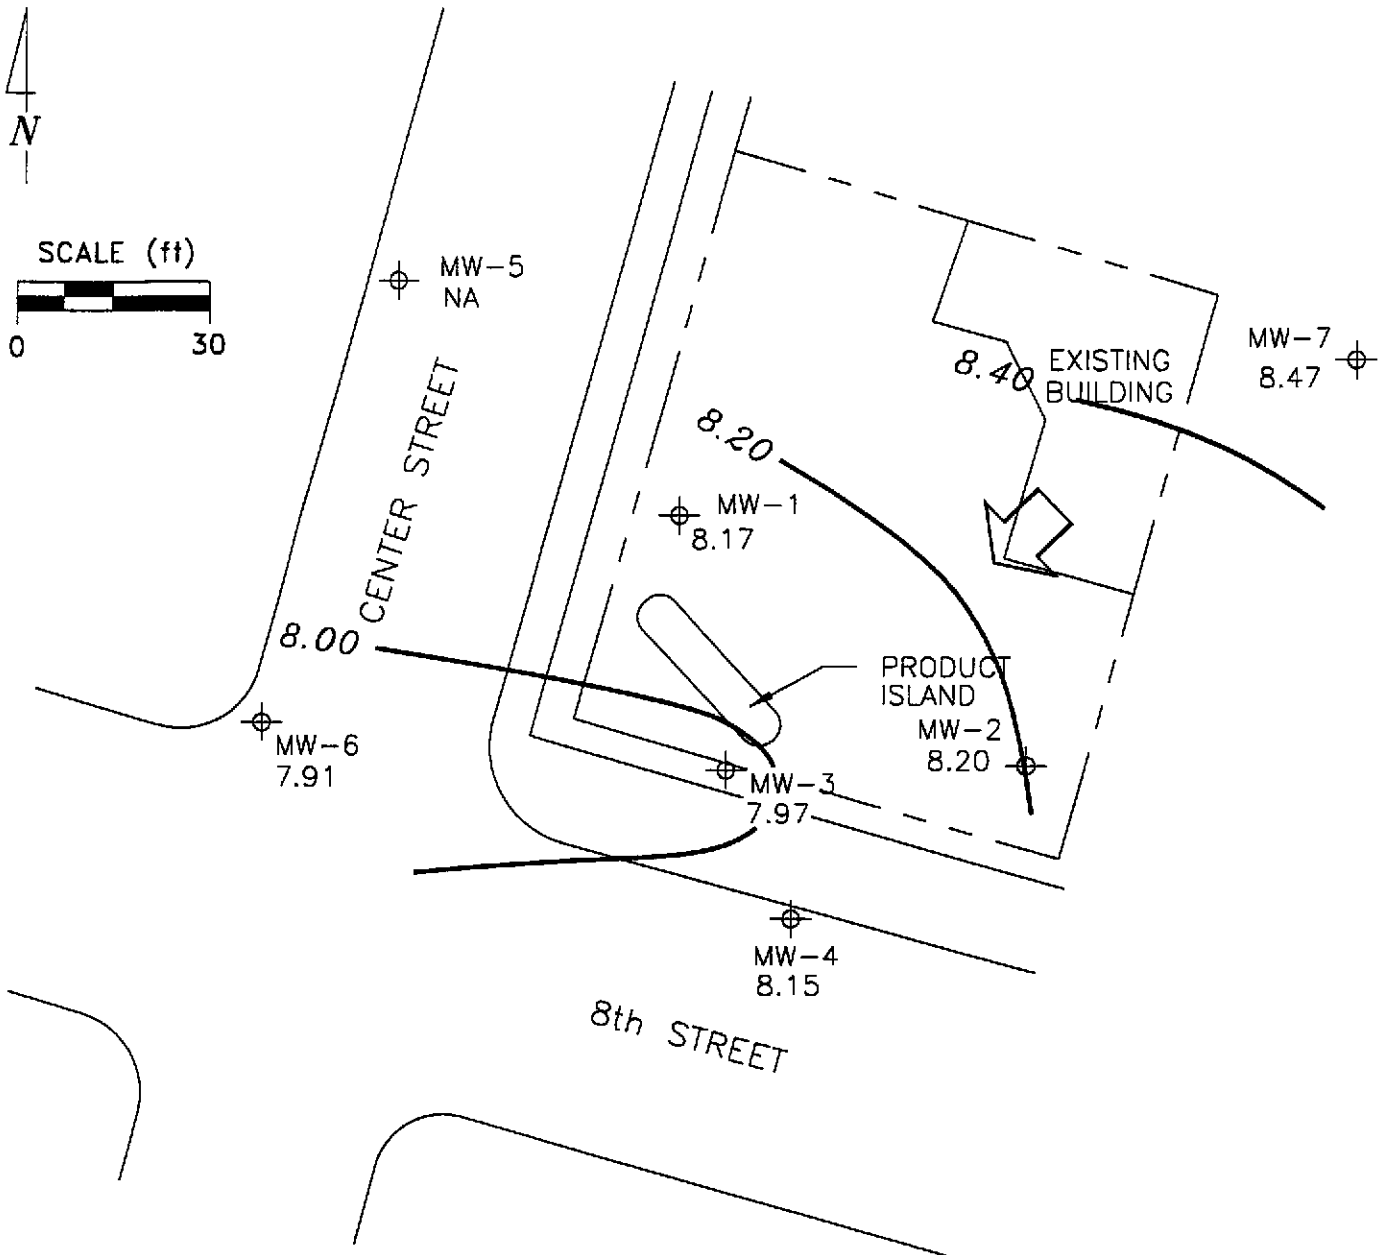 N
SCALE (ft)
0 30
MW-5
NA
MW-7
8.47
8.40
EXISTING
BUILDING
8.20
CENTER STREET
MW-1
8.17
8.00
PRODUCT
ISLAND
MW-2
8.20
MW-6
7.91
MW-3
7.97
MW-4
8.15
8th STREET